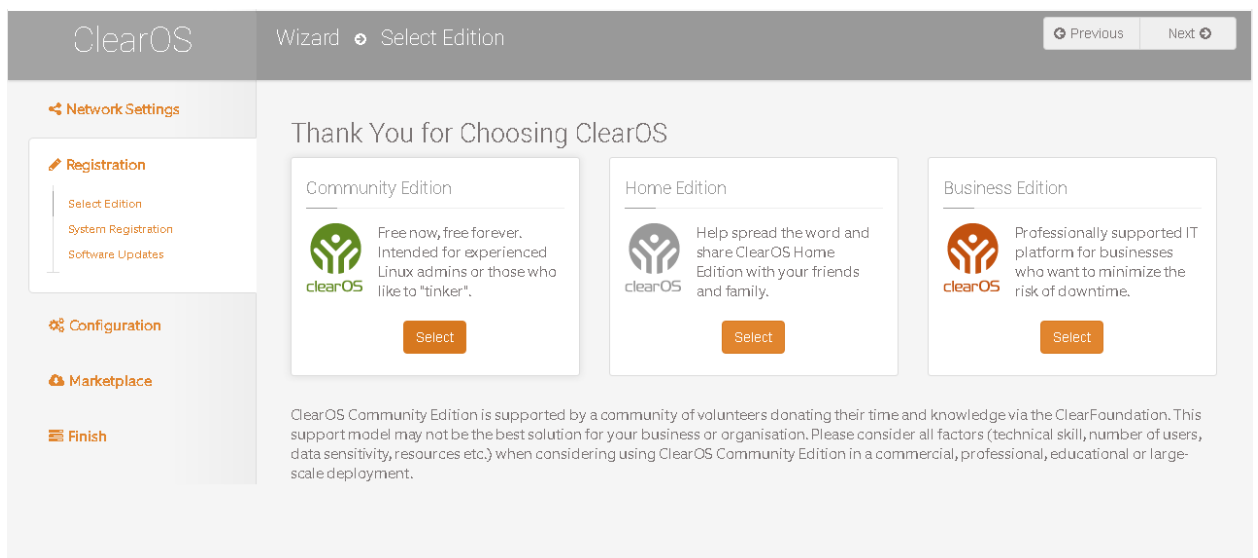 ClearOS
Wizard Select Edition
Previous
Next
Network Settings
Registration
Select Edition
System Registration
Software Updates
Configuration
Marketplace
Finish
Thank You for Choosing ClearOS
Community Edition
clearOS
Free now, free forever.
Intended for experienced
Linux admins or those who
like to "tinker".
Select
Home Edition
clearOS
Help spread the word and
share ClearOS Home
Edition with your friends
and family.
Select
Business Edition
clearOS
Professionally supported IT
platform for businesses
who want to minimize the
risk of downtime.
Select
ClearOS Community Edition is supported by a community of volunteers donating their time and knowledge via the ClearFoundation. This
support model may not be the best solution for your business or organisation. Please consider all factors (technical skill, number of users,
data sensitivity, resources etc.) when considering using ClearOS Community Edition in a commercial, professional, educational or large-
scale deployment.